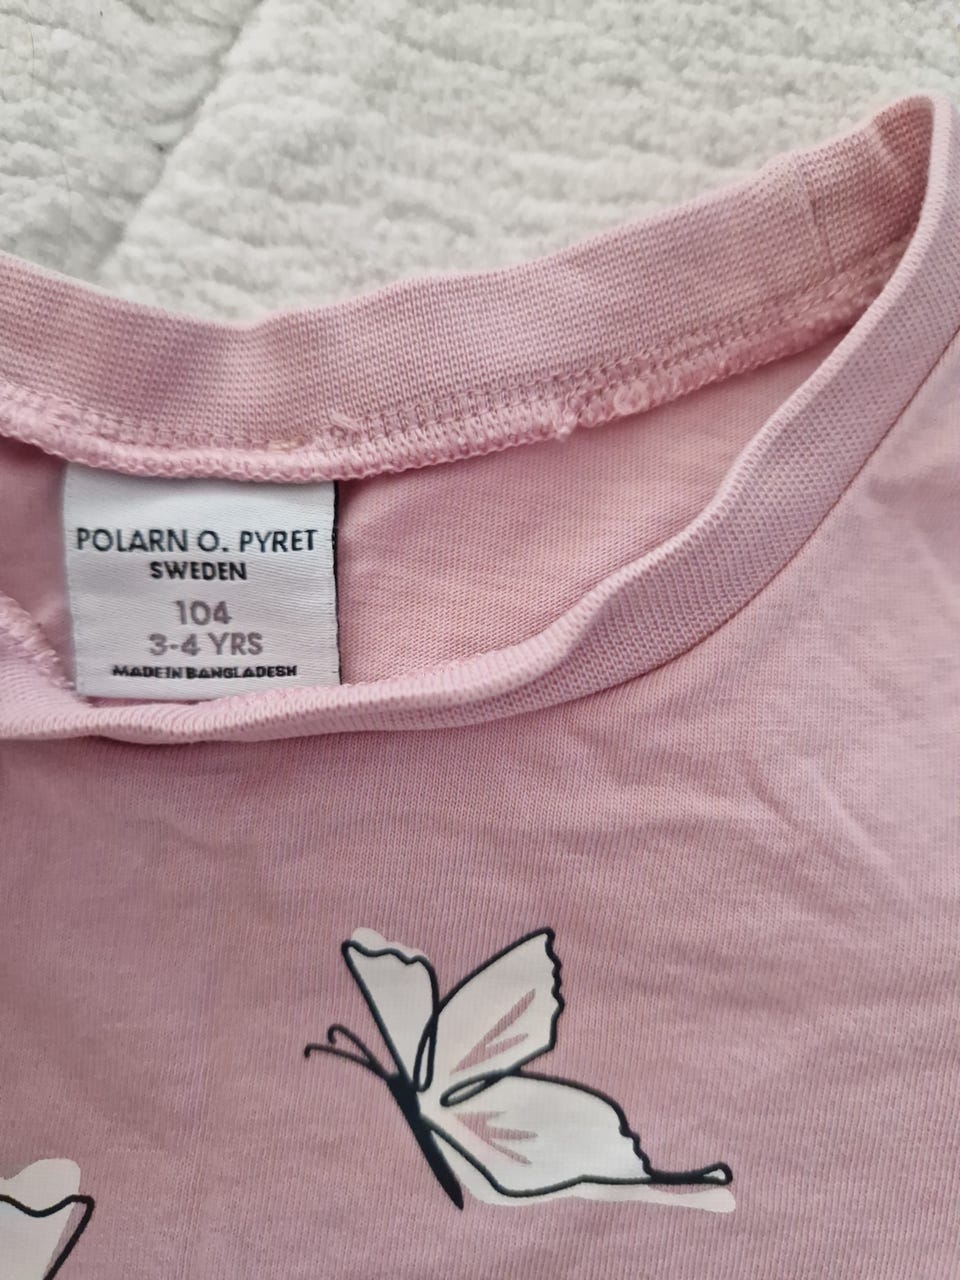 POLARN O. PYRET
SWEDEN
104
3-4 YRS
MADE IN BANGLADESH